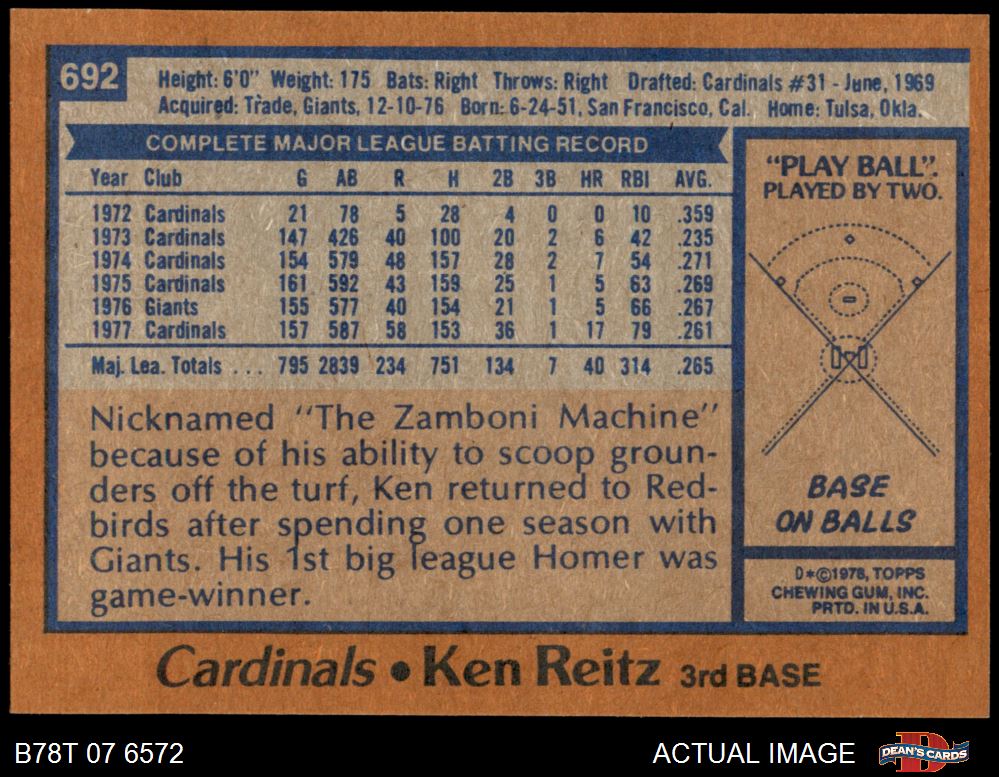 692
Height: 6'0" Weight: 175 Bats: Right Throws: Right Drafted: Cardinals #31 - June, 1969
Acquired: Trade, Giants, 12-10-76 Born: 6-24-51, San Francisco, Cal. Home: Tulsa, Okla.
COMPLETE MAJOR LEAGUE BATTING RECORD
Year Club G AB R H 2B 3B HR RBI AVG.
1972 Cardinals 21 78 5 28 4 0 0 10 .359
1973 Cardinals 147 426 40 100 20 2 6 42 .235
1974 Cardinals 154 579 48 157 28 2 7 54 .271
1975 Cardinals 161 592 43 159 25 1 5 63 .269
1976 Giants 155 577 40 154 21 1 5 66 .267
1977 Cardinals 157 587 58 153 36 1 17 79 .261
Maj. Lea. Totals . . . 795 2839 234 751 134 7 40 314 .265
Nicknamed "The Zamboni Machine"
because of his ability to scoop groun-
ders off the turf, Ken returned to Red-
birds after spending one season with
Giants. His 1st big league Homer was
game-winner.
"PLAY BALL".
PLAYED BY TWO.
BASE
ON BALLS
D*©1978, TOPPS
CHEWING GUM, INC.
PRTD. IN U.S.A.
Cardinals • Ken Reitz 3rd BASE
B78T 07 6572
ACTUAL IMAGE
DEAN'S CARDS